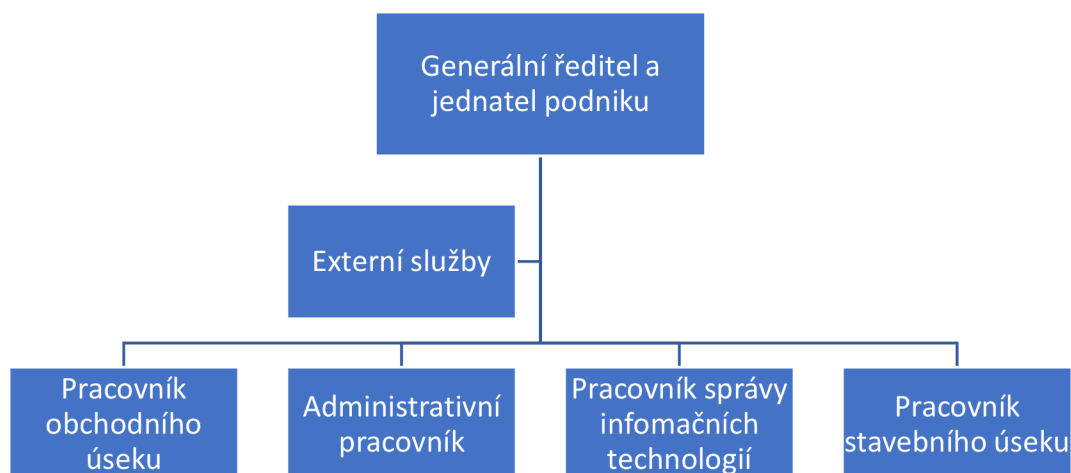 Generální ředitel a
jednatel podniku
Externí služby
Pracovník
obchodního
úseku
Administrativní
pracovník
Pracovník správy
infomačních
technologií
Pracovník
stavebního úseku